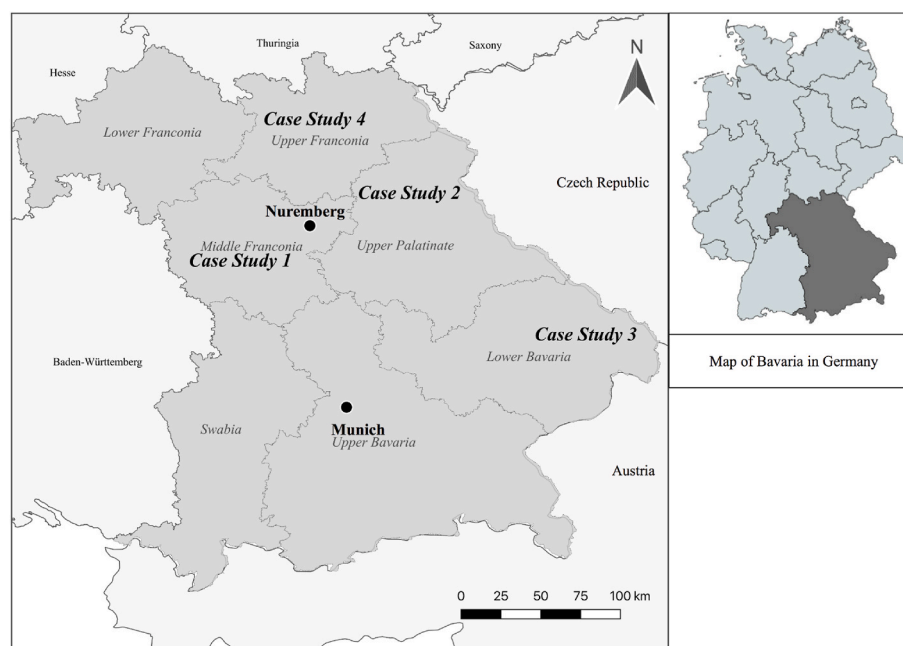 Thuringia
Saxony
Hesse
N
Case Study 4
Lower Franconia
Upper Franconia
Czech Republic
Case Study 2
Nuremberg
Middle Franconia
Upper Palatinate
Case Study 1
Case Study 3
Lower Bavaria
Baden-Württemberg
Map of Bavaria in Germany
Swabia
Munich
Upper Bavaria
Austria
0 25 50 75 100 km